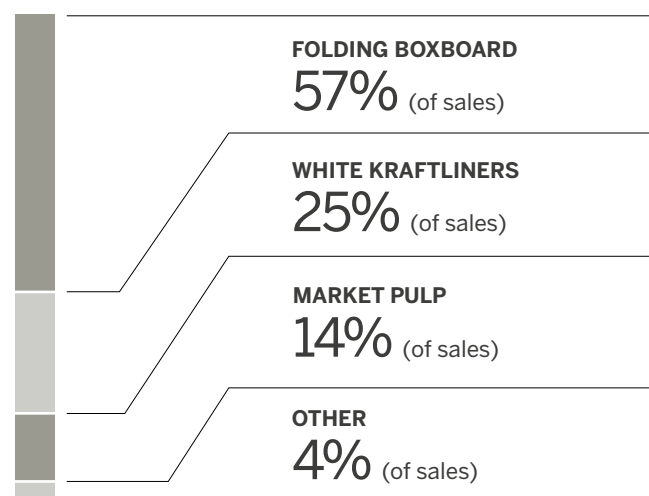 FOLDING BOXBOARD
57% (of sales)
WHITE KRAFTLINERS
25% (of sales)
MARKET PULP
14% (of sales)
OTHER
4% (of sales)